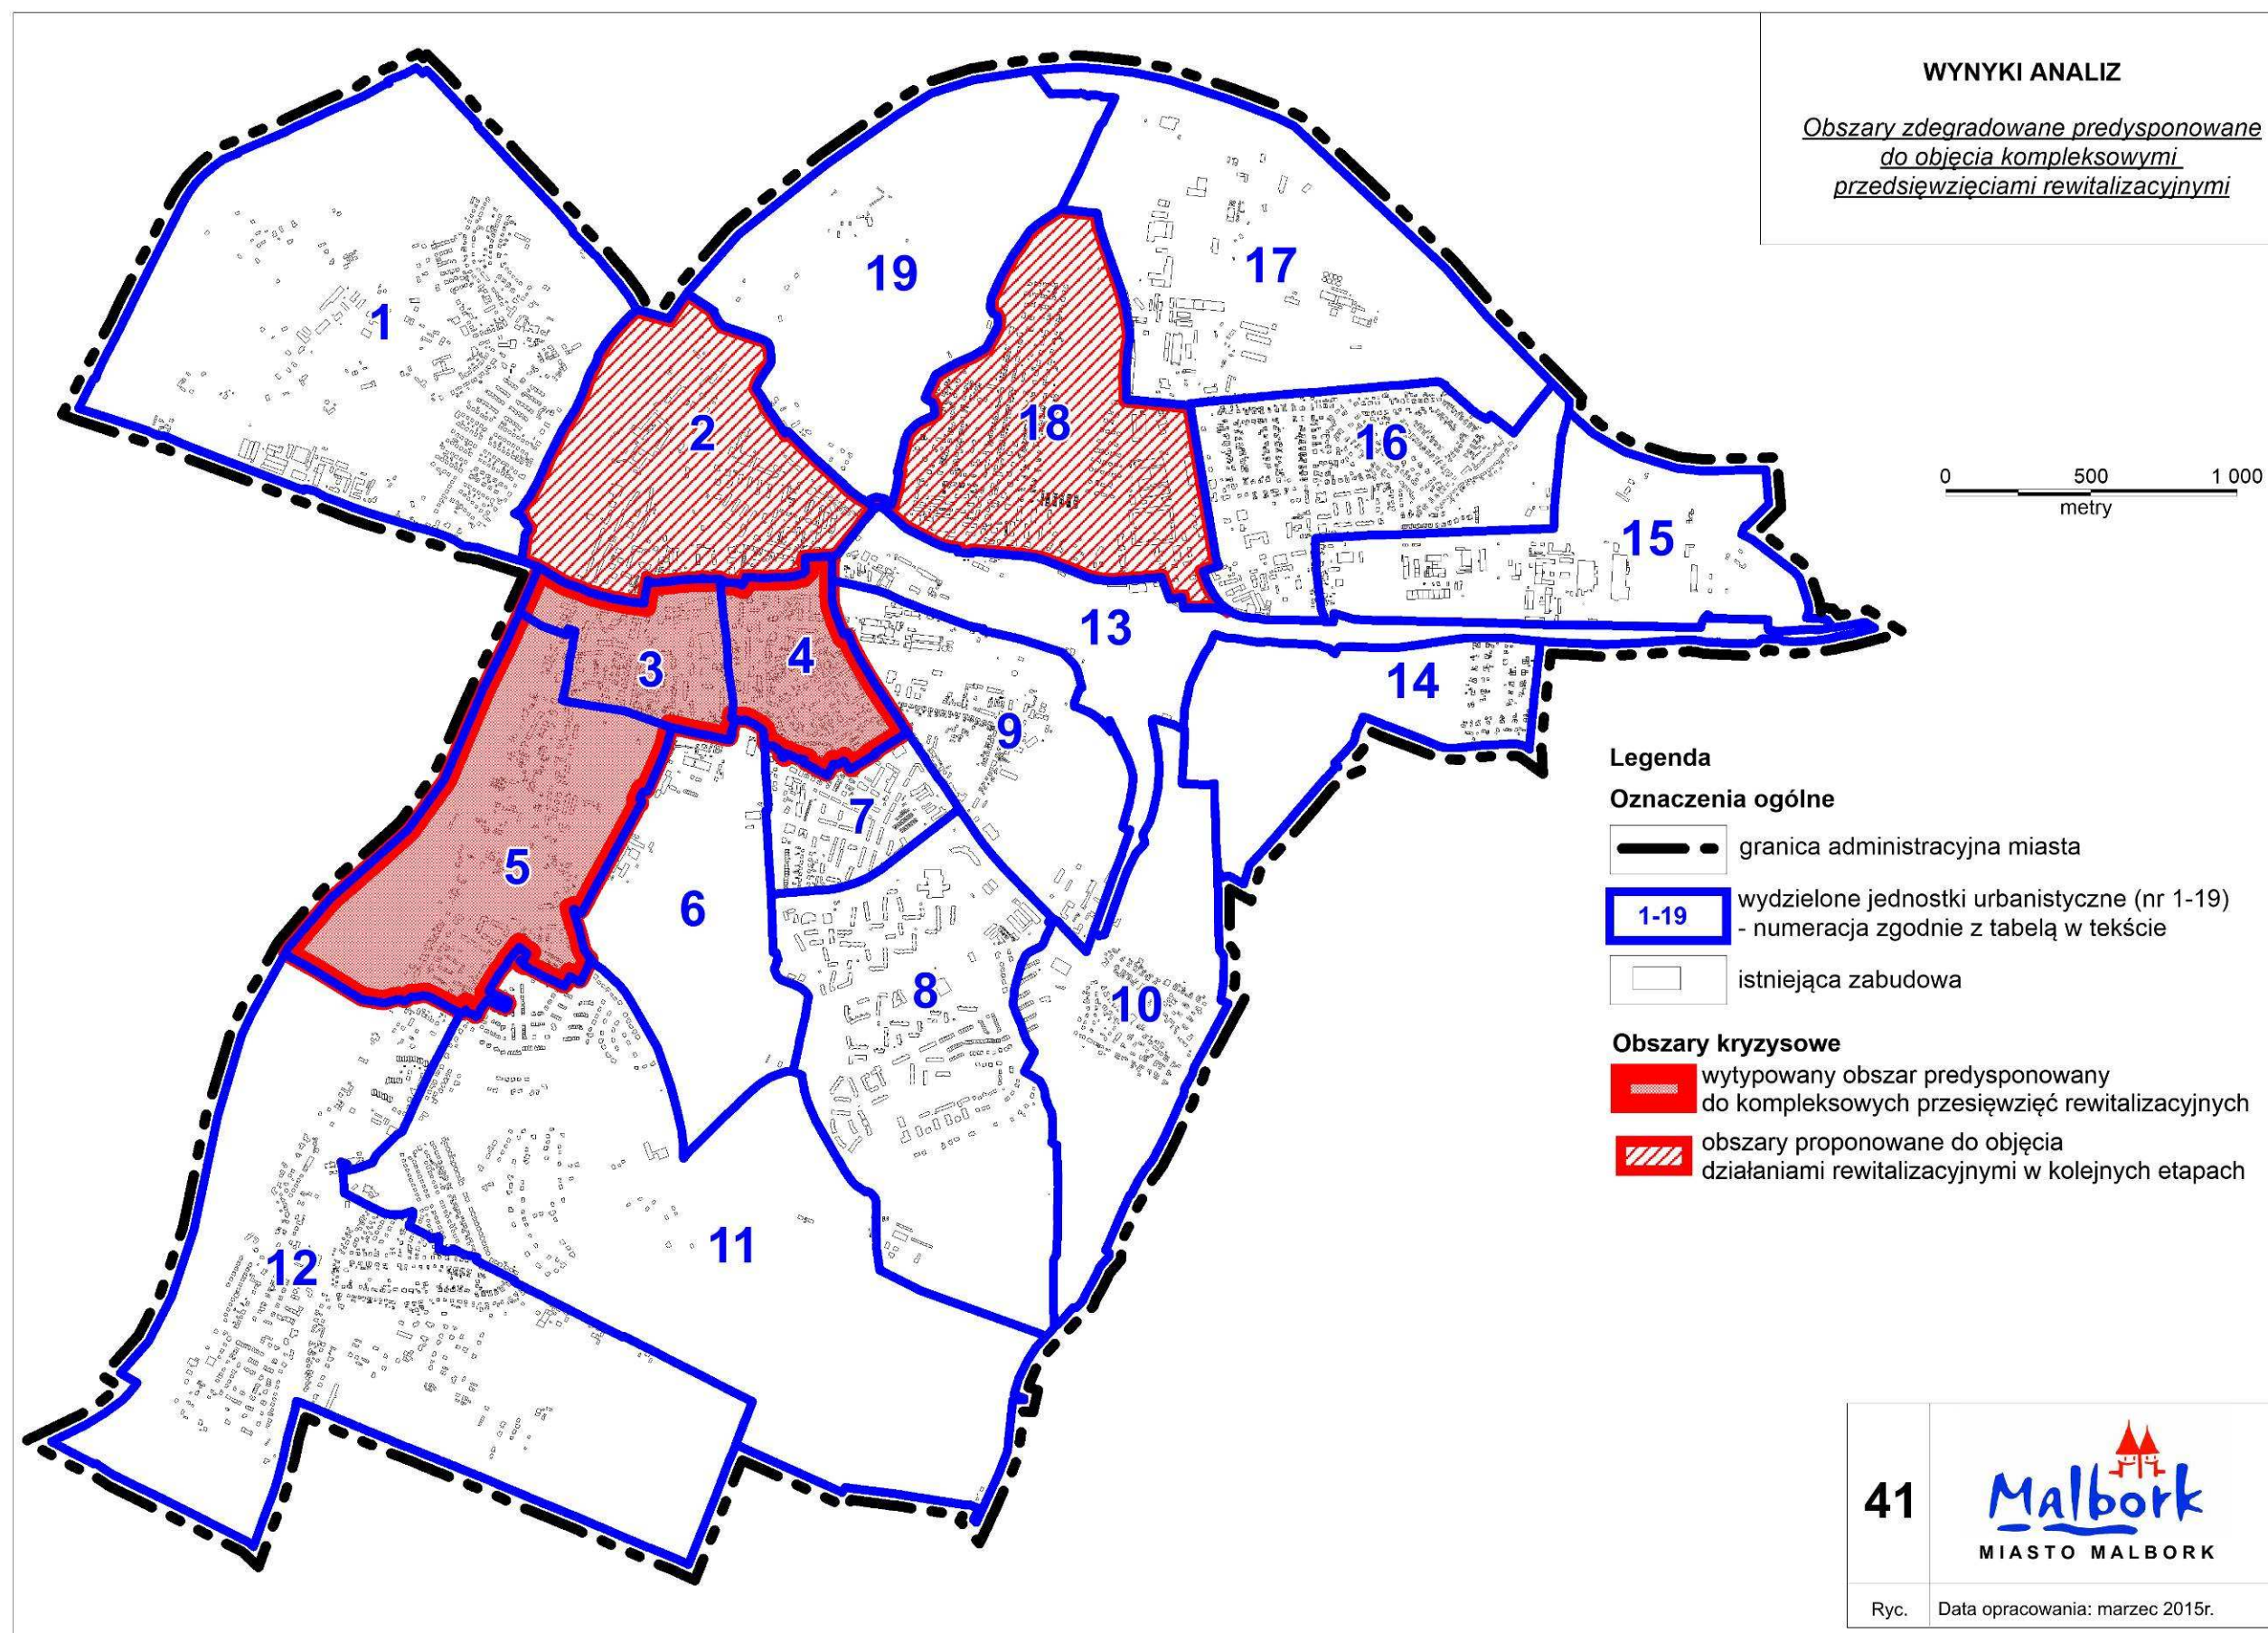 WYNYKI ANALIZ
Obszary zdegradowane predysponowane
do objęcia kompleksowymi
przedsięwzięciami rewitalizacyjnymi
1
2
3
4
5
6
7
8
9
10
11
12
13
14
15
16
17
18
19
0 500 1 000
metry
Legenda
Oznaczenia ogólne
granica administracyjna miasta
1-19
wydzielone jednostki urbanistyczne (nr 1-19)
- numeracja zgodnie z tabelą w tekście
istniejąca zabudowa
Obszary kryzysowe
wytypowany obszar predysponowany
do kompleksowych przesięwzięć rewitalizacyjnych
obszary proponowane do objęcia
działaniami rewitalizacyjnymi w kolejnych etapach
41
Malbork
MIASTO MALBORK
Ryc.
Data opracowania: marzec 2015r.